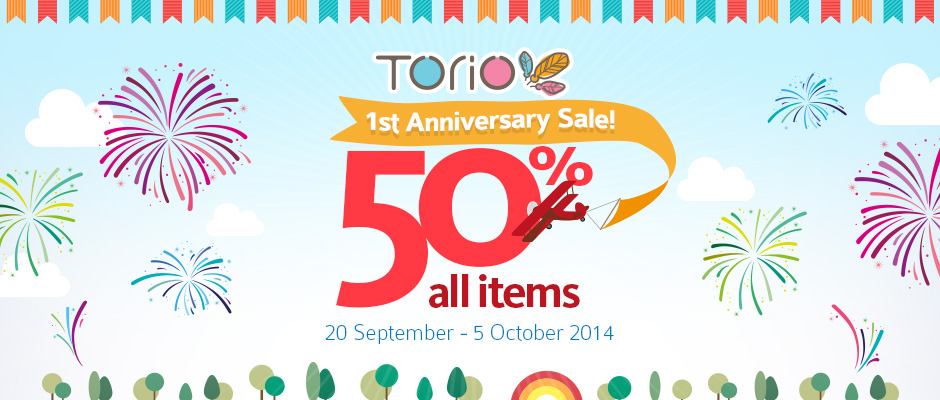 Torio
1st Anniversary Sale!
50%
all items
20 September - 5 October 2014